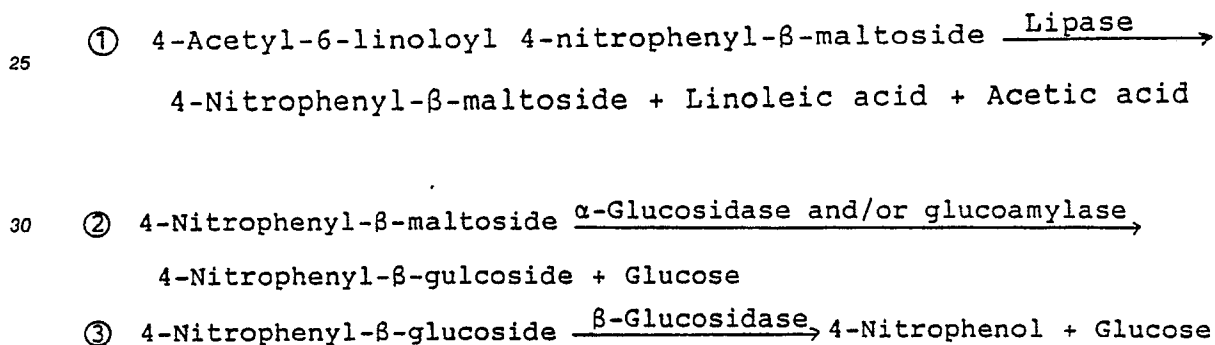 ① 4-Acetyl-6-linoloyl 4-nitrophenyl-β-maltoside Lipase
25
4-Nitrophenyl-β-maltoside + Linoleic acid + Acetic acid
30 ② 4-Nitrophenyl-β-maltoside α-Glucosidase and/or glucoamylase
4-Nitrophenyl-β-gulcoside + Glucose
③ 4-Nitrophenyl-β-glucoside β-Glucosidase 4-Nitrophenol + Glucose